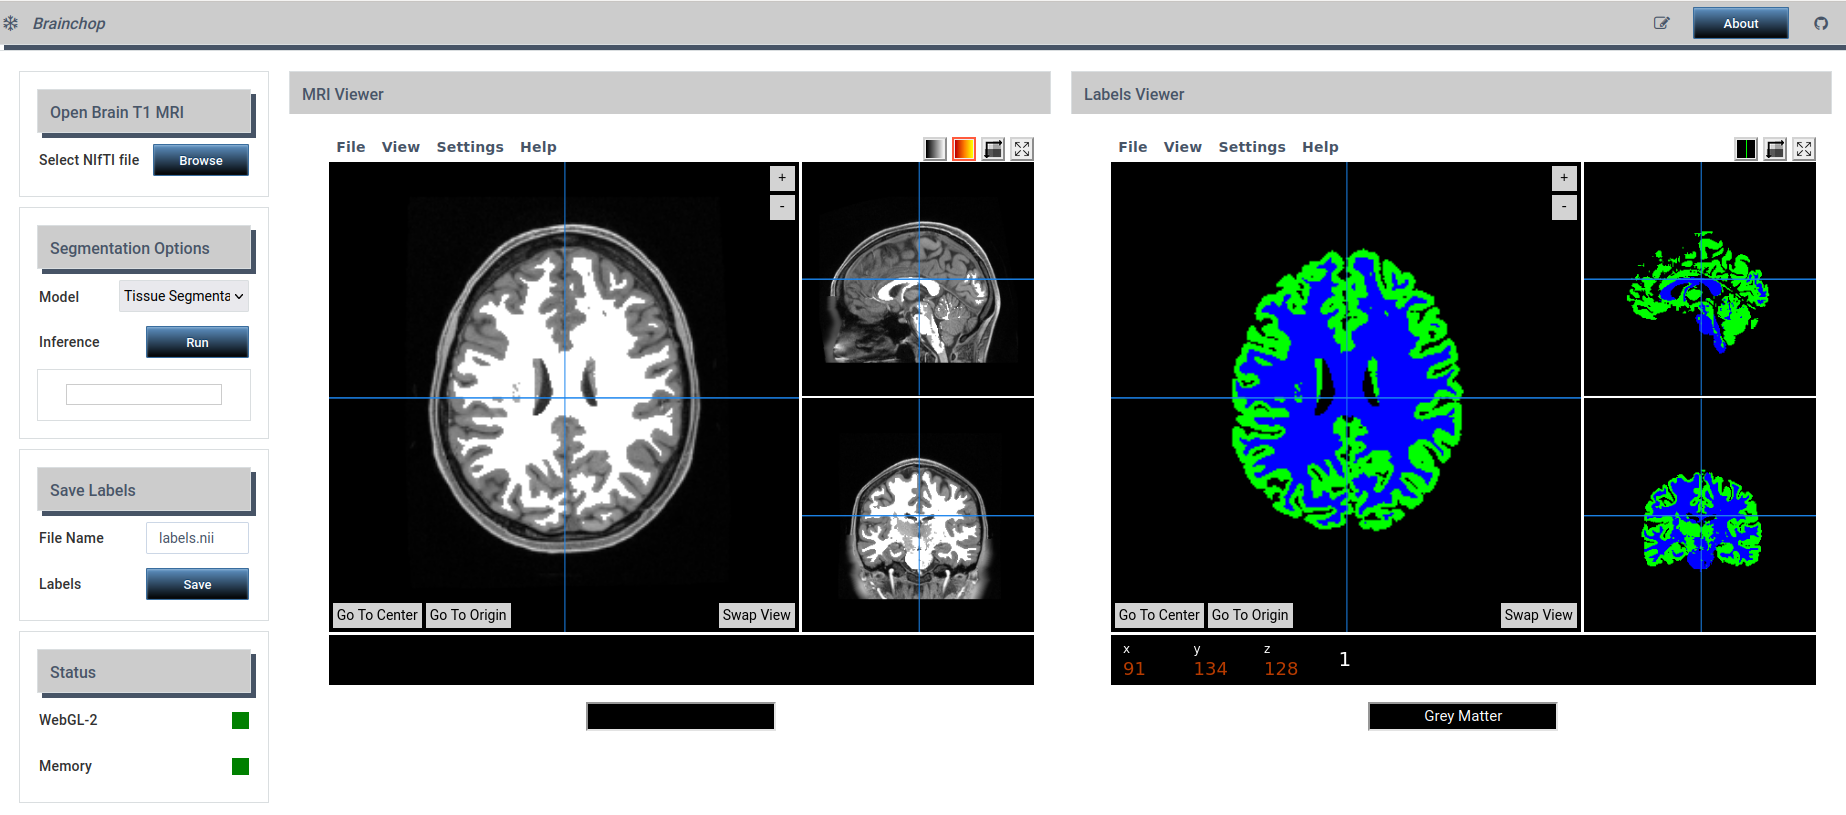 Brainchop
About
Open Brain T1 MRI
Select NIfTI file
Browse
Segmentation Options
Model
Tissue Segmenta
Inference
Run
Save Labels
File Name
labels.nii
Labels
Save
Status
WebGL-2
Memory
MRI Viewer
File View Settings Help
+
-
Go To Center
Go To Origin
Swap View
Labels Viewer
File View Settings Help
+
-
Go To Center
Go To Origin
Swap View
x y z
91 134 128 1
Grey Matter